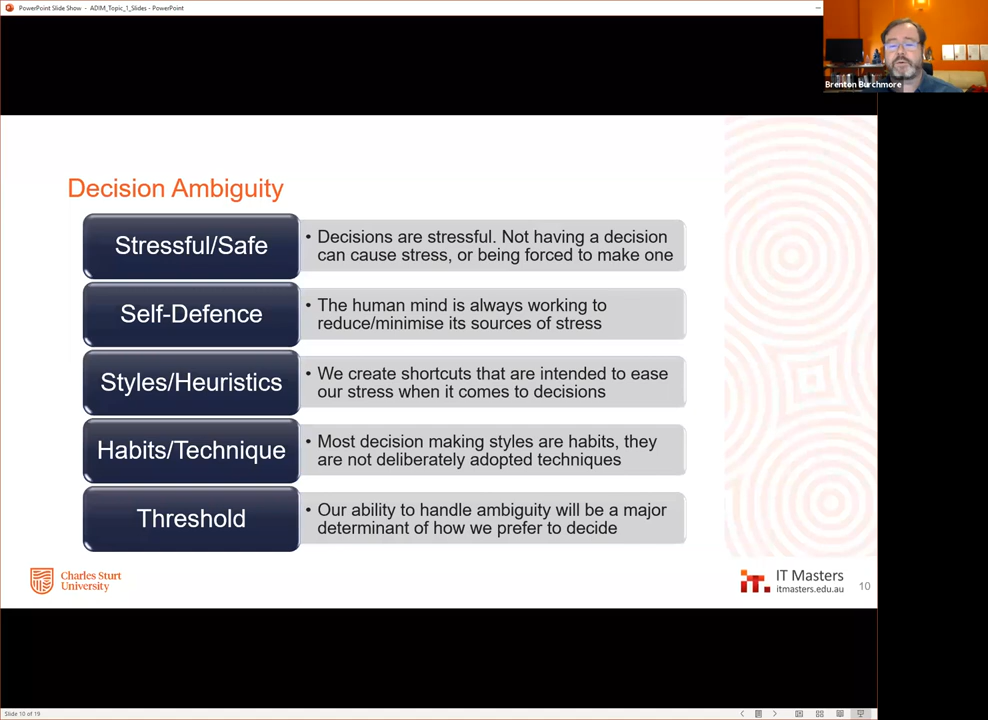 PowerPoint Slide Show - ADIM_Topic_1_Slides - PowerPoint
Brenton Burchmore
Decision Ambiguity
Stressful/Safe
• Decisions are stressful. Not having a decision
can cause stress, or being forced to make one
Self-Defence
• The human mind is always working to
reduce/minimise its sources of stress
Styles/Heuristics
• We create shortcuts that are intended to ease
our stress when it comes to decisions
Habits/Technique
• Most decision making styles are habits, they
are not deliberately adopted techniques
Threshold
• Our ability to handle ambiguity will be a major
determinant of how we prefer to decide
Charles Sturt
University
IT Masters
itmasters.edu.au
10
Slide 10 of 19